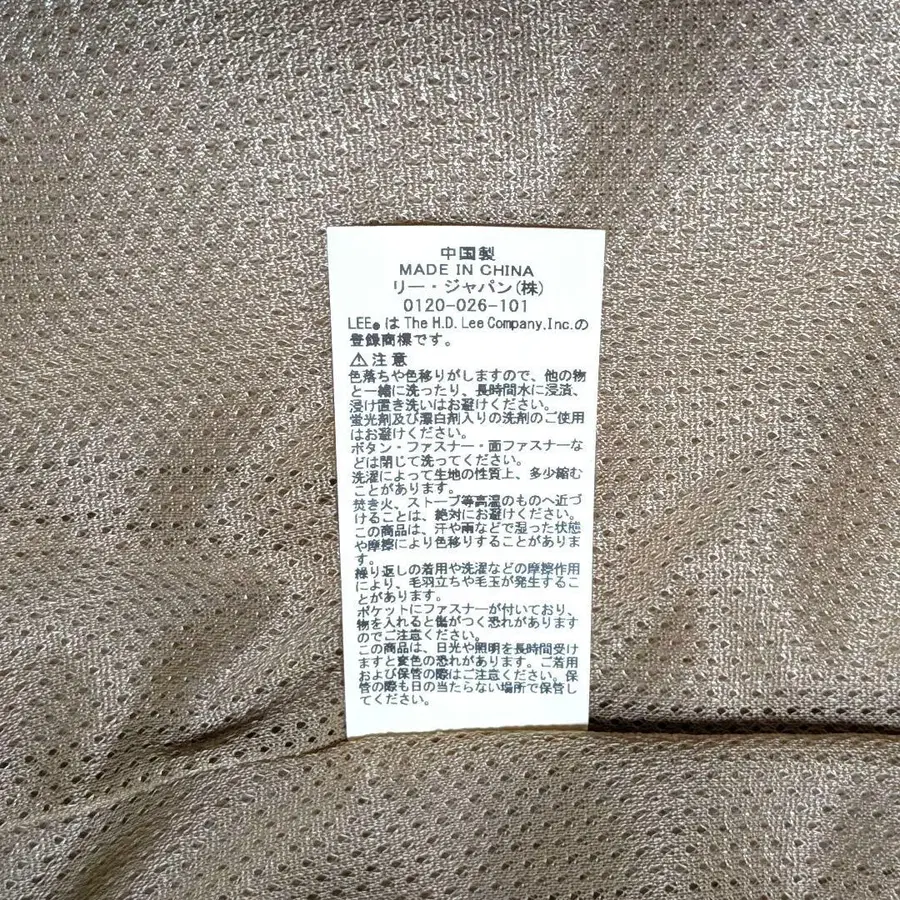 中国製
MADE IN CHINA
リー・ジャパン(株)
0120-026-101
LEE®は The H.D. Lee Company,Inc.の
登録商標です。
⚠注意
色落ちや色移りがしますので、他の物
と一緒に洗ったり、長時間水に浸漬、
浸け置き洗いはお避けください。
蛍光剤及び漂白剤入りの洗剤のご使用
はお避けください。
ボタン・ファスナー・面ファスナーな
どは閉じて洗ってください。
洗濯によって生地の性質上、多少縮む
ことがあります。
焚き火、ストーブ等高温のものへ近づ
けることは、絶対にお避けください。
この商品は、汗や雨などで湿った状態
や摩擦により色移りすることがありま
す。
繰り返しの着用や洗濯などの摩擦作用
により、毛羽立ちや毛玉が発生するこ
とがあります。
ポケットにファスナーが付いており、
物を入れると傷がつく恐れがあります
のでご注意ください。
この商品は、日光や照明を長時間受け
ますと変色の恐れがあります。ご着用
および保管の際はご注意ください。保
管の際も日の当たらない場所で保管し
てください。